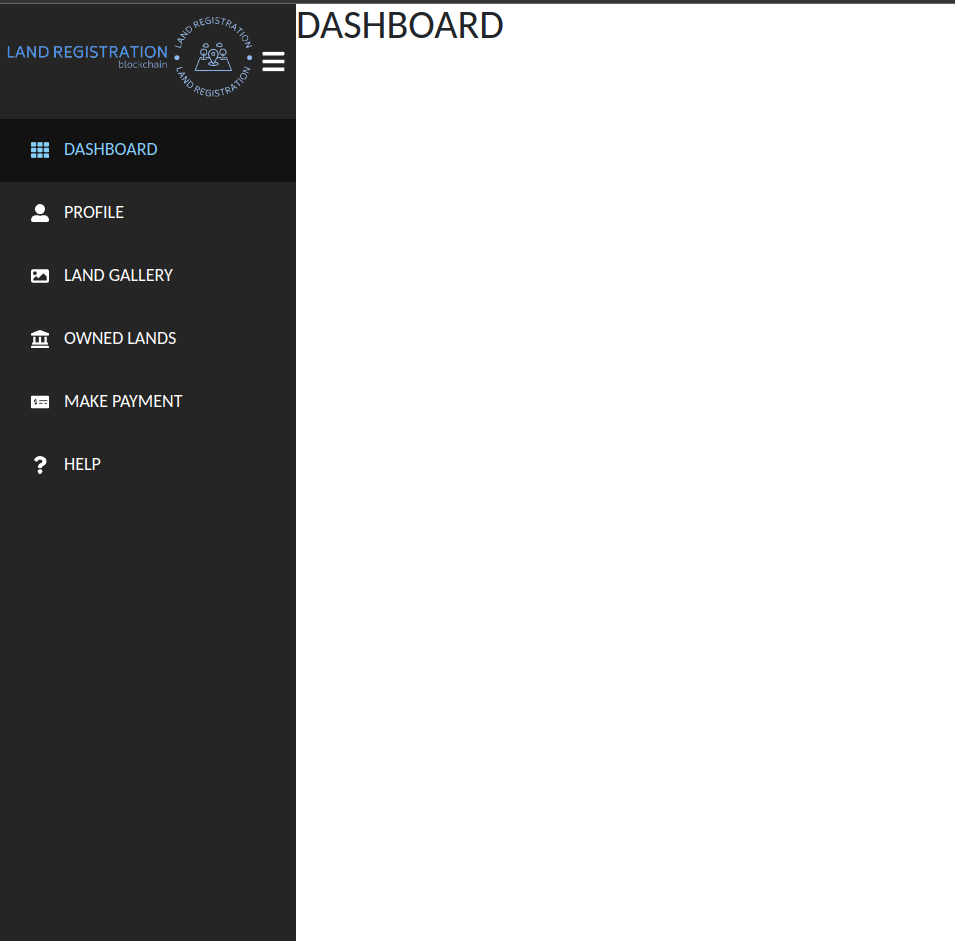 LAND REGISTRATION
blockchain
LAND REGISTRATION
LAND REGISTRATION
DASHBOARD
DASHBOARD
PROFILE
LAND GALLERY
OWNED LANDS
MAKE PAYMENT
HELP